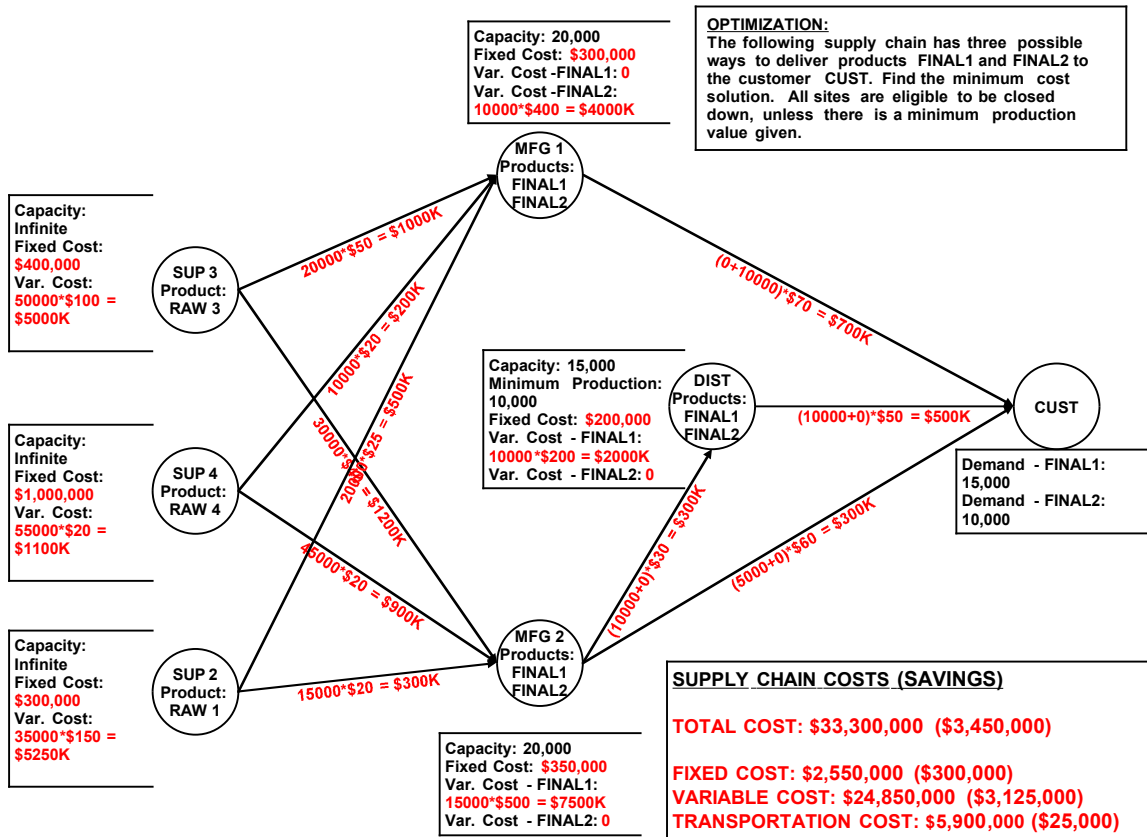 Capacity: 20,000
Fixed Cost: $300,000
Var. Cost -FINAL1: 0
Var. Cost -FINAL2:
10000*$400 = $4000K
OPTIMIZATION:
The following supply chain has three possible
ways to deliver products FINAL1 and FINAL2 to
the customer CUST. Find the minimum cost
solution. All sites are eligible to be closed
down, unless there is a minimum production
value given.
MFG 1
Products:
FINAL1
FINAL2
Capacity:
Infinite
Fixed Cost:
$400,000
Var. Cost:
50000*$100 =
$5000K
SUP 3
Product:
RAW 3
20000*$50 = $1000K
10000*$20 = $200K
30000*$ = $1200K
$25 = $500K
(0+10000)*$70 = $700K
Capacity: 15,000
Minimum Production:
10,000
Fixed Cost: $200,000
Var. Cost - FINAL1:
10000*$200 = $2000K
Var. Cost - FINAL2: 0
DIST
Products:
FINAL1
FINAL2
(10000+0)*$50 = $500K
CUST
Demand - FINAL1:
15,000
Demand - FINAL2:
10,000
Capacity:
Infinite
Fixed Cost:
$1,000,000
Var. Cost:
55000*$20 =
$1100K
SUP 4
Product:
RAW 4
45000*$20 = $900K
(10000+0)*$30 = $300K
(5000+0)*$60 = $300K
Capacity:
Infinite
Fixed Cost:
$300,000
Var. Cost:
35000*$150 =
$5250K
SUP 2
Product:
RAW 1
15000*$20 = $300K
MFG 2
Products:
FINAL1
FINAL2
Capacity: 20,000
Fixed Cost: $350,000
Var. Cost - FINAL1:
15000*$500 = $7500K
Var. Cost - FINAL2: 0
SUPPLY CHAIN COSTS (SAVINGS)
TOTAL COST: $33,300,000 ($3,450,000)
FIXED COST: $2,550,000 ($300,000)
VARIABLE COST: $24,850,000 ($3,125,000)
TRANSPORTATION COST: $5,900,000 ($25,000)